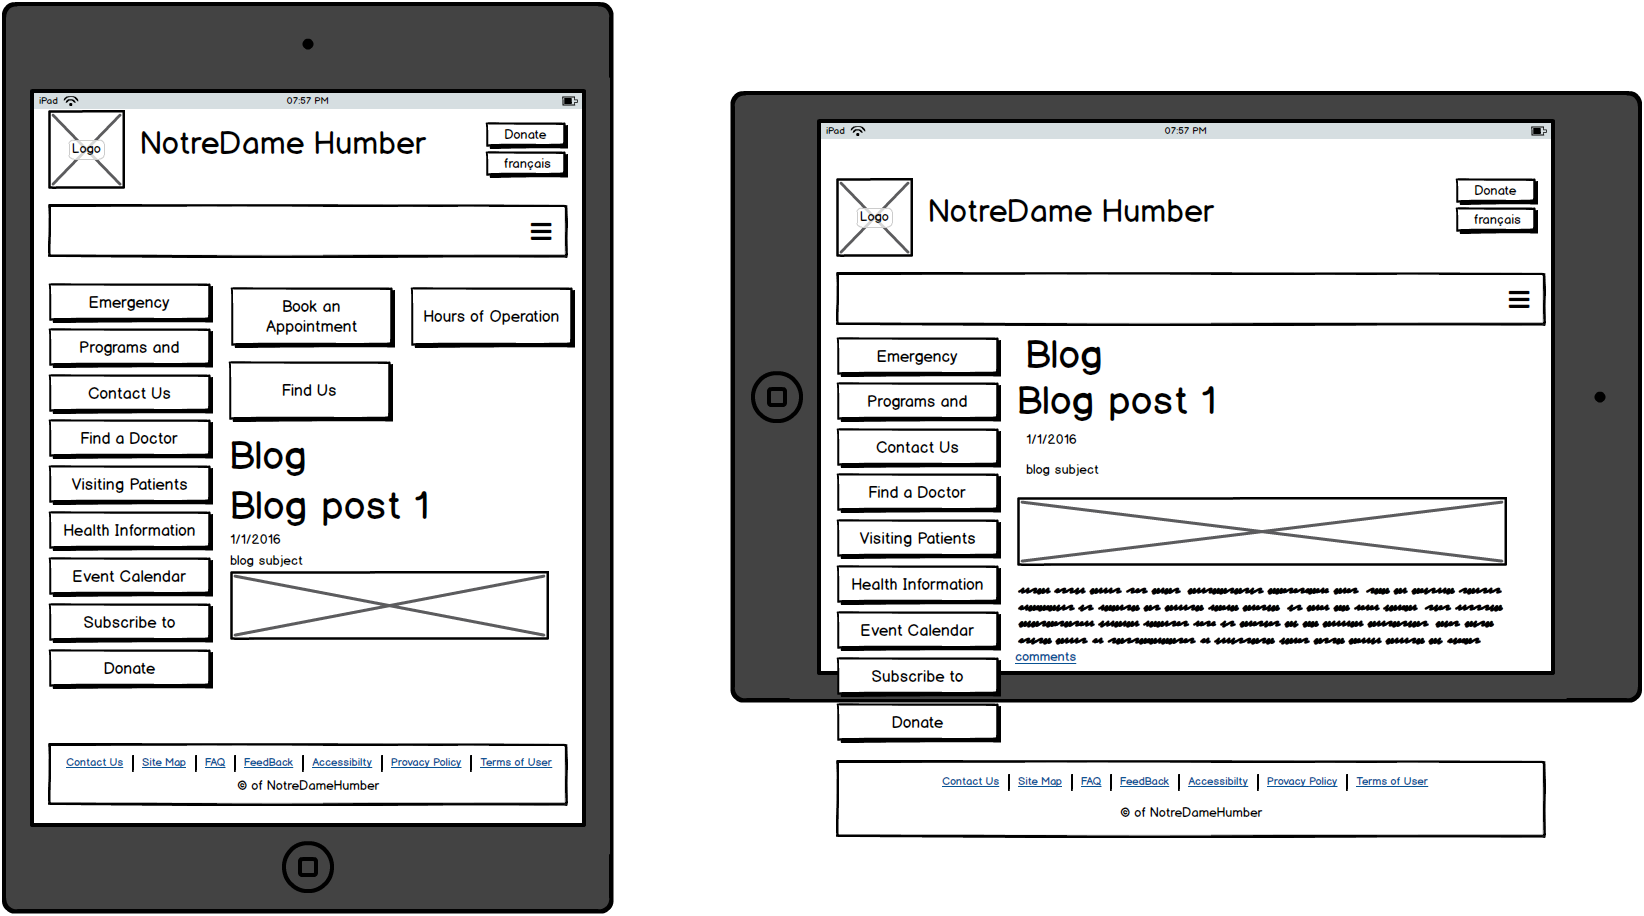 iPad 07:57 PM
Logo
NotreDame Humber
Donate
français
Emergency
Programs and
Contact Us
Find a Doctor
Visiting Patients
Health Information
Event Calendar
Subscribe to
Donate
Book an
Appointment
Hours of Operation
Find Us
Blog
Blog post 1
1/1/2016
blog subject
Contact Us Site Map FAQ FeedBack Accessibilty Provacy Policy Terms of User
© of NotreDameHumber
iPad 07:57 PM
Logo
NotreDame Humber
Donate
français
Emergency
Programs and
Contact Us
Find a Doctor
Visiting Patients
Health Information
Event Calendar
Subscribe to
Donate
Blog
Blog post 1
1/1/2016
blog subject
comments
Contact Us Site Map FAQ FeedBack Accessibilty Provacy Policy Terms of User
© of NotreDameHumber